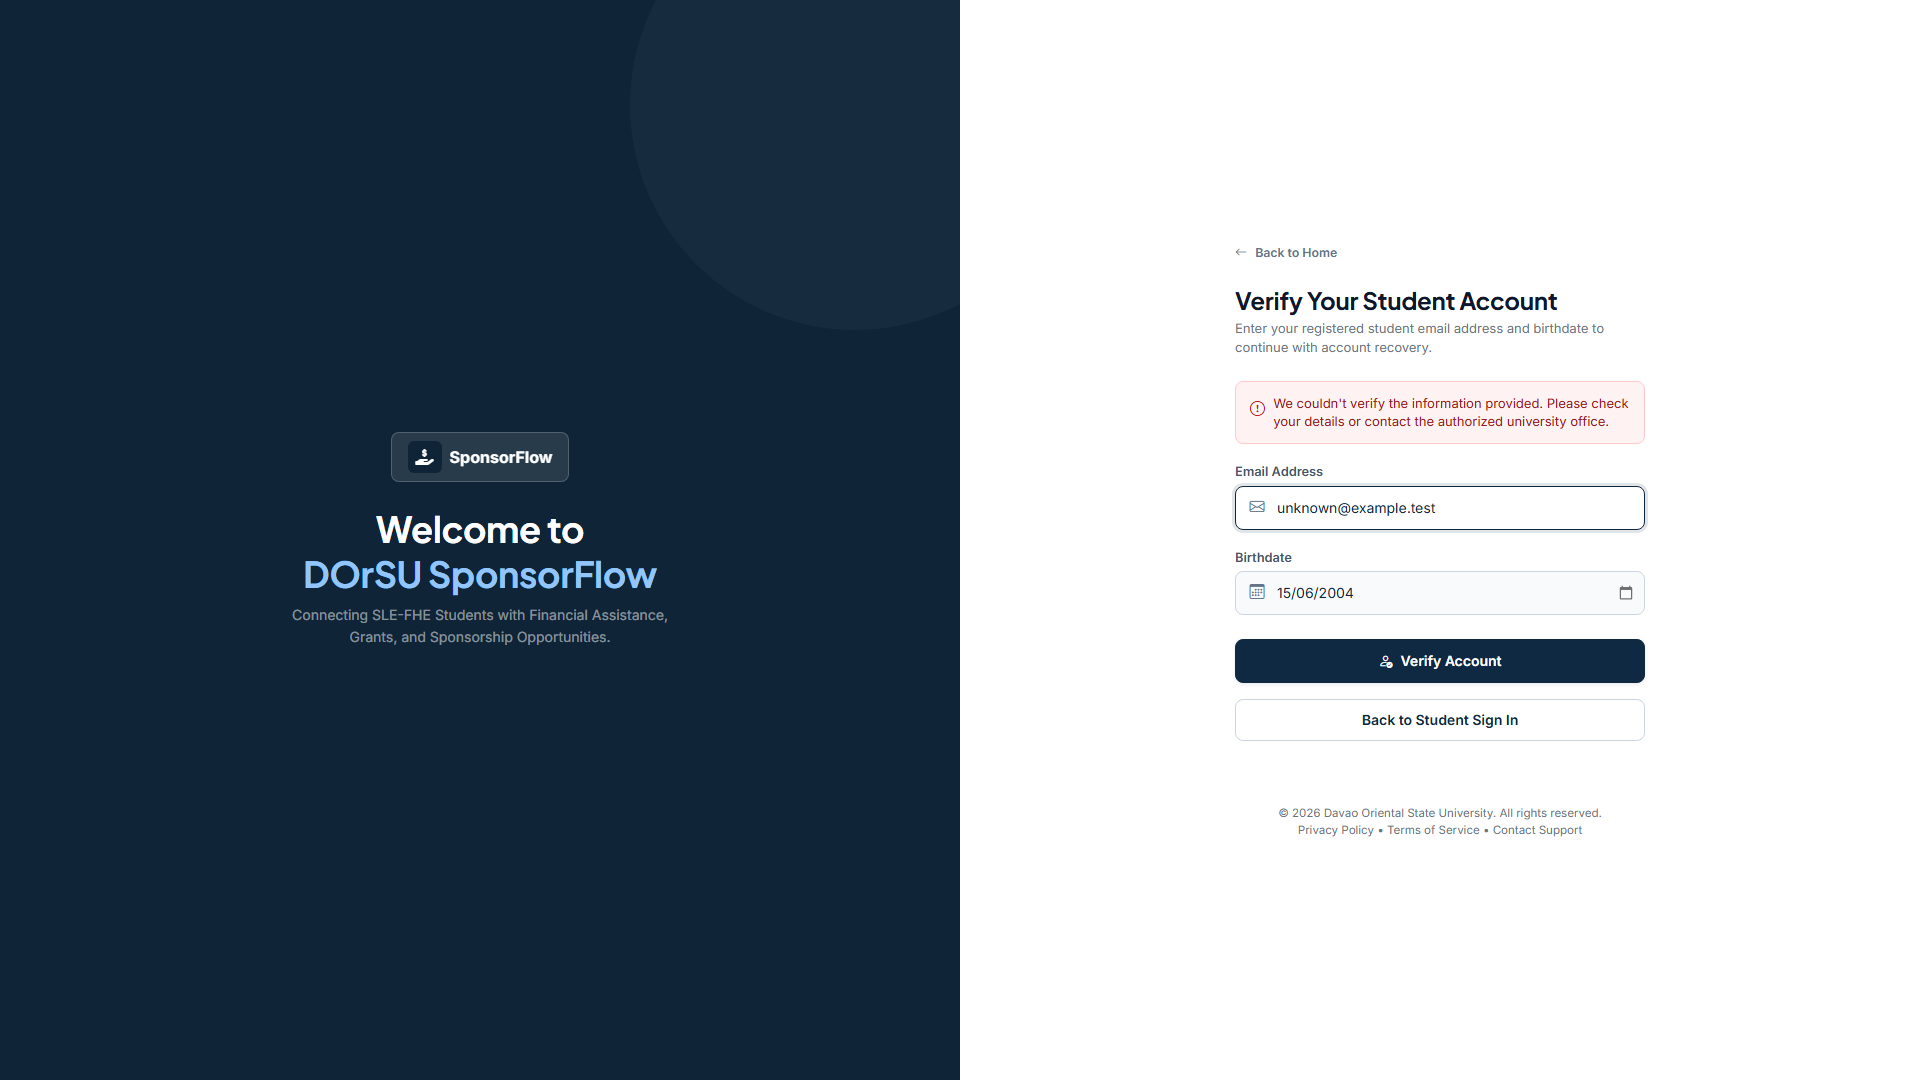 SponsorFlow
Welcome to
DOrSU SponsorFlow
Connecting SLE-FHE Students with Financial Assistance,
Grants, and Sponsorship Opportunities.
Back to Home
Verify Your Student Account
Enter your registered student email address and birthdate to
continue with account recovery.
We couldn't verify the information provided. Please check
your details or contact the authorized university office.
Email Address
unknown@example.test
Birthdate
15/06/2004
Verify Account
Back to Student Sign In
© 2026 Davao Oriental State University. All rights reserved.
Privacy Policy • Terms of Service • Contact Support